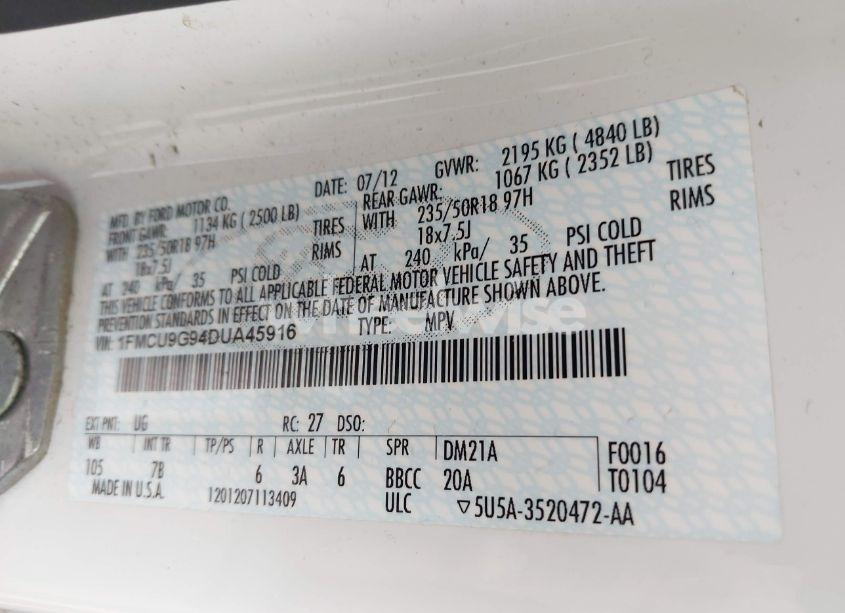 MFD. BY FORD MOTOR CO.
DATE: 07/12
GVWR: 2195 KG ( 4840 LB)
FRONT GAWR: 1134 KG ( 2500 LB)
REAR GAWR: 1067 KG ( 2352 LB)
WITH 235/50R18 97H TIRES
WITH 235/50R18 97H TIRES
18x7.5J RIMS
18x7.5J RIMS
AT 240 kPa/ 35 PSI COLD
AT 240 kPa/ 35 PSI COLD
THIS VEHICLE CONFORMS TO ALL APPLICABLE FEDERAL MOTOR VEHICLE SAFETY AND THEFT
PREVENTION STANDARDS IN EFFECT ON THE DATE OF MANUFACTURE SHOWN ABOVE.
VIN: 1FMCU9G94DUA45916
TYPE: MPV
EXT PNT: UG RC: 27 DSO:
WB INT TR TP/PS R AXLE TR SPR DM21A F0016
105 7B 6 3A 6 BBCC 20A T0104
MADE IN U.S.A. 1201207113409 ULC ▽5U5A-3520472-AA